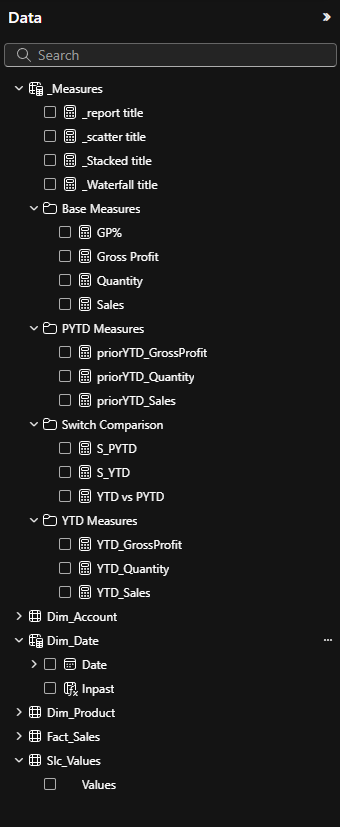 Data
Search
_Measures
_report title
_scatter title
_Stacked title
_Waterfall title
Base Measures
GP%
Gross Profit
Quantity
Sales
PYTD Measures
priorYTD_GrossProfit
priorYTD_Quantity
priorYTD_Sales
Switch Comparison
S_PYTD
S_YTD
YTD vs PYTD
YTD Measures
YTD_GrossProfit
YTD_Quantity
YTD_Sales
Dim_Account
Dim_Date
Date
Inpast
Dim_Product
Fact_Sales
Slc_Values
Values